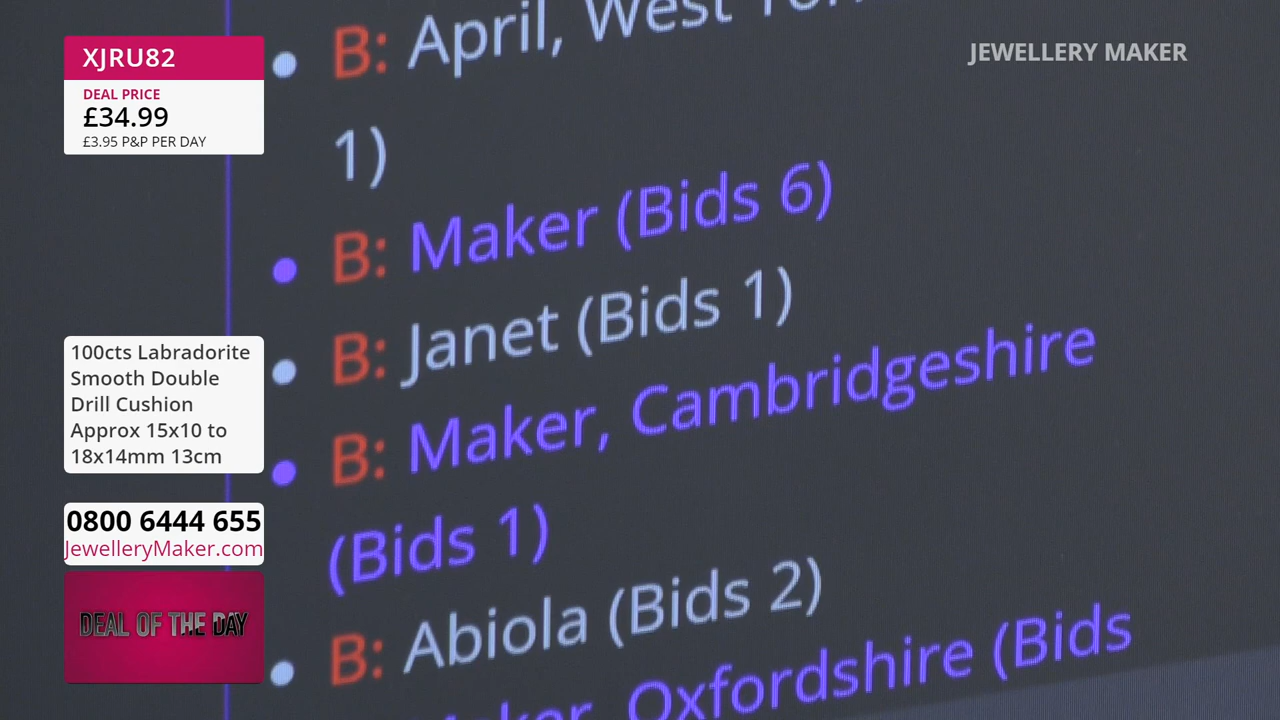 XJRU82
DEAL PRICE
£34.99
£3.95 P&P PER DAY
JEWELLERY MAKER
B: April, West
1)
B: Maker (Bids 6)
B: Janet (Bids 1)
B: Maker, Cambridgeshire
(Bids 1)
B: Abiola (Bids 2)
Oxfordshire (Bids
100cts Labradorite
Smooth Double
Drill Cushion
Approx 15x10 to
18x14mm 13cm
0800 6444 655
JewelleryMaker.com
DEAL OF THE DAY